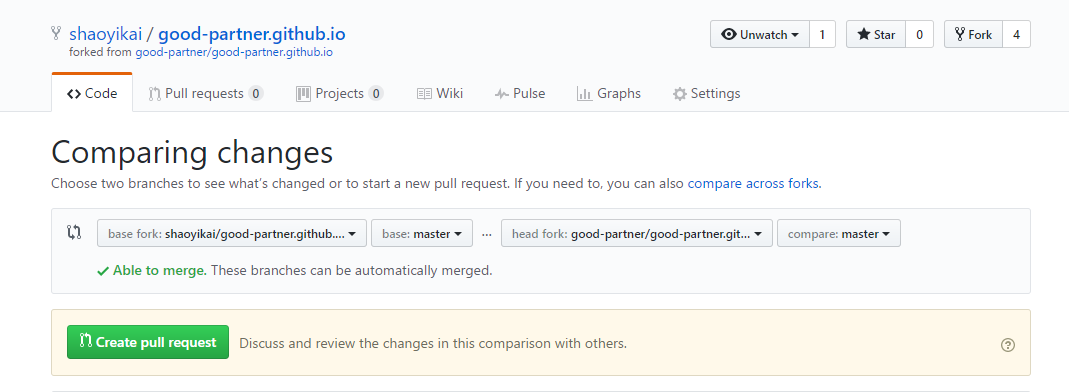 shaoyikai / good-partner.github.io
Unwatch 1 Star 0 Fork 4
forked from good-partner/good-partner.github.io
Code Pull requests 0 Projects 0 Wiki Pulse Graphs Settings
Comparing changes
Choose two branches to see what's changed or to start a new pull request. If you need to, you can also compare across forks.
base fork: shaoyikai/good-partner.github.... base: master ... head fork: good-partner/good-partner.git... compare: master
Able to merge. These branches can be automatically merged.
Create pull request Discuss and review the changes in this comparison with others.